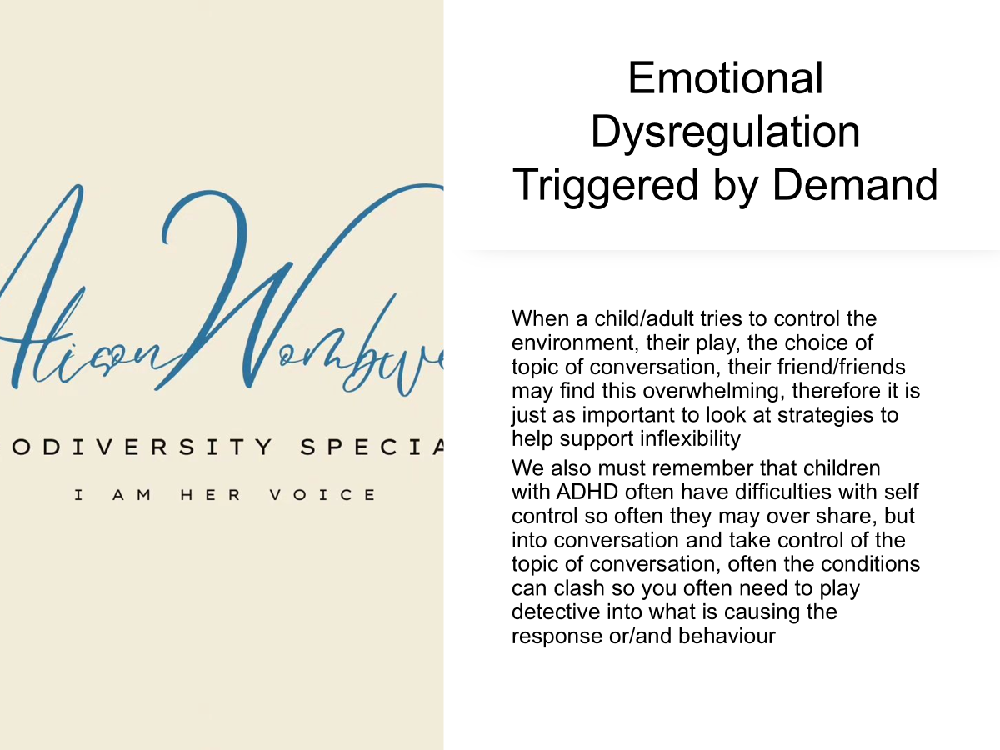 Alison
ODIVERSITY SPECIA
I AM HER VOICE
Emotional
Dysregulation
Triggered by Demand
When a child/adult tries to control the
environment, their play, the choice of
topic of conversation, their friend/friends
may find this overwhelming, therefore it is
just as important to look at strategies to
help support inflexibility
We also must remember that children
with ADHD often have difficulties with self
control so often they may over share, but
into conversation and take control of the
topic of conversation, often the conditions
can clash so you often need to play
detective into what is causing the
response or/and behaviour